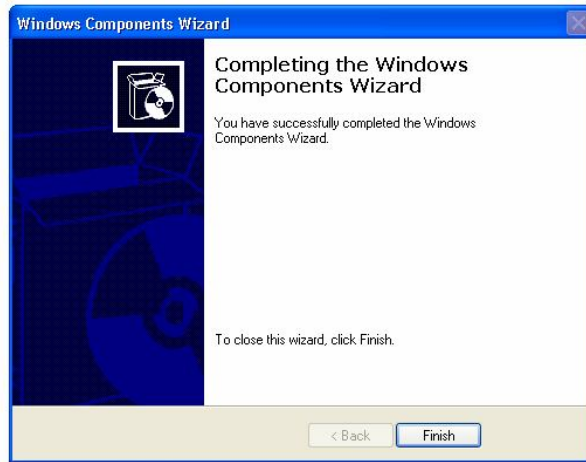 Windows Components Wizard
Completing the Windows
Components Wizard
You have successfully completed the Windows
Components Wizard.
To close this wizard, click Finish.
< Back
Finish